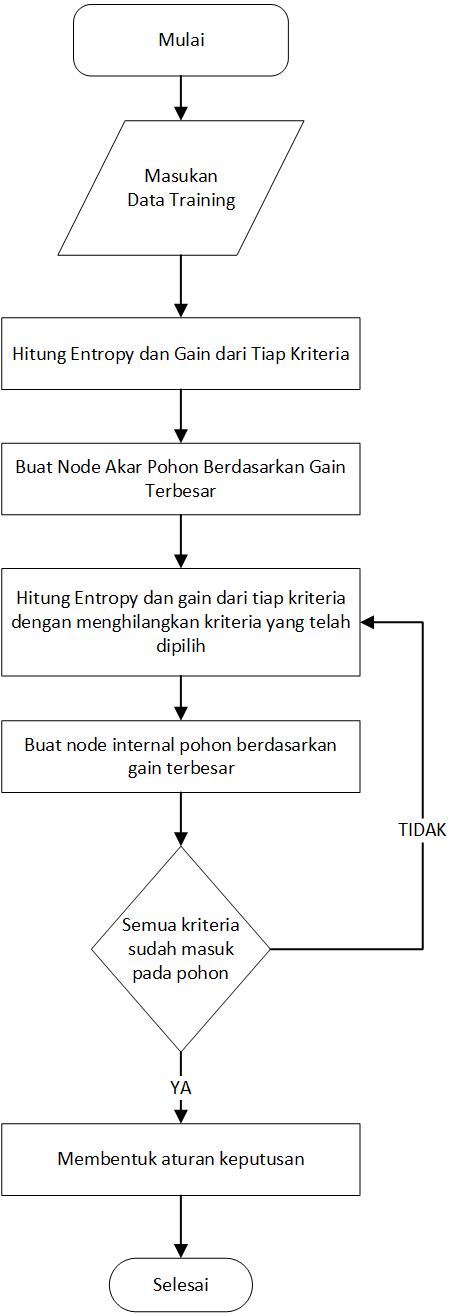 Mulai
Masukan
Data Training
Hitung Entropy dan Gain dari Tiap Kriteria
Buat Node Akar Pohon Berdasarkan Gain
Terbesar
Hitung Entropy dan gain dari tiap kriteria
dengan menghilangkan kriteria yang telah
dipilih
Buat node internal pohon berdasarkan
gain terbesar
TIDAK
Semua kriteria
sudah masuk
pada pohon
YA
Membentuk aturan keputusan
Selesai